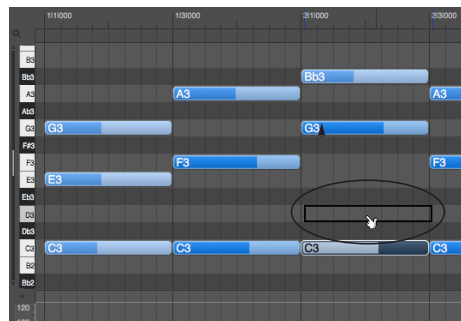 1|1|000 1|3|000 2|1|000 2|3|000
B3
Bb3 Bb3
A3 A3 A3
Ab3
G3 G3 G3
F#3
F3 F3 F3
E3 E3
Eb3
D3
Db3
C3 C3 C3 C3 C3
B2
Bb2
120